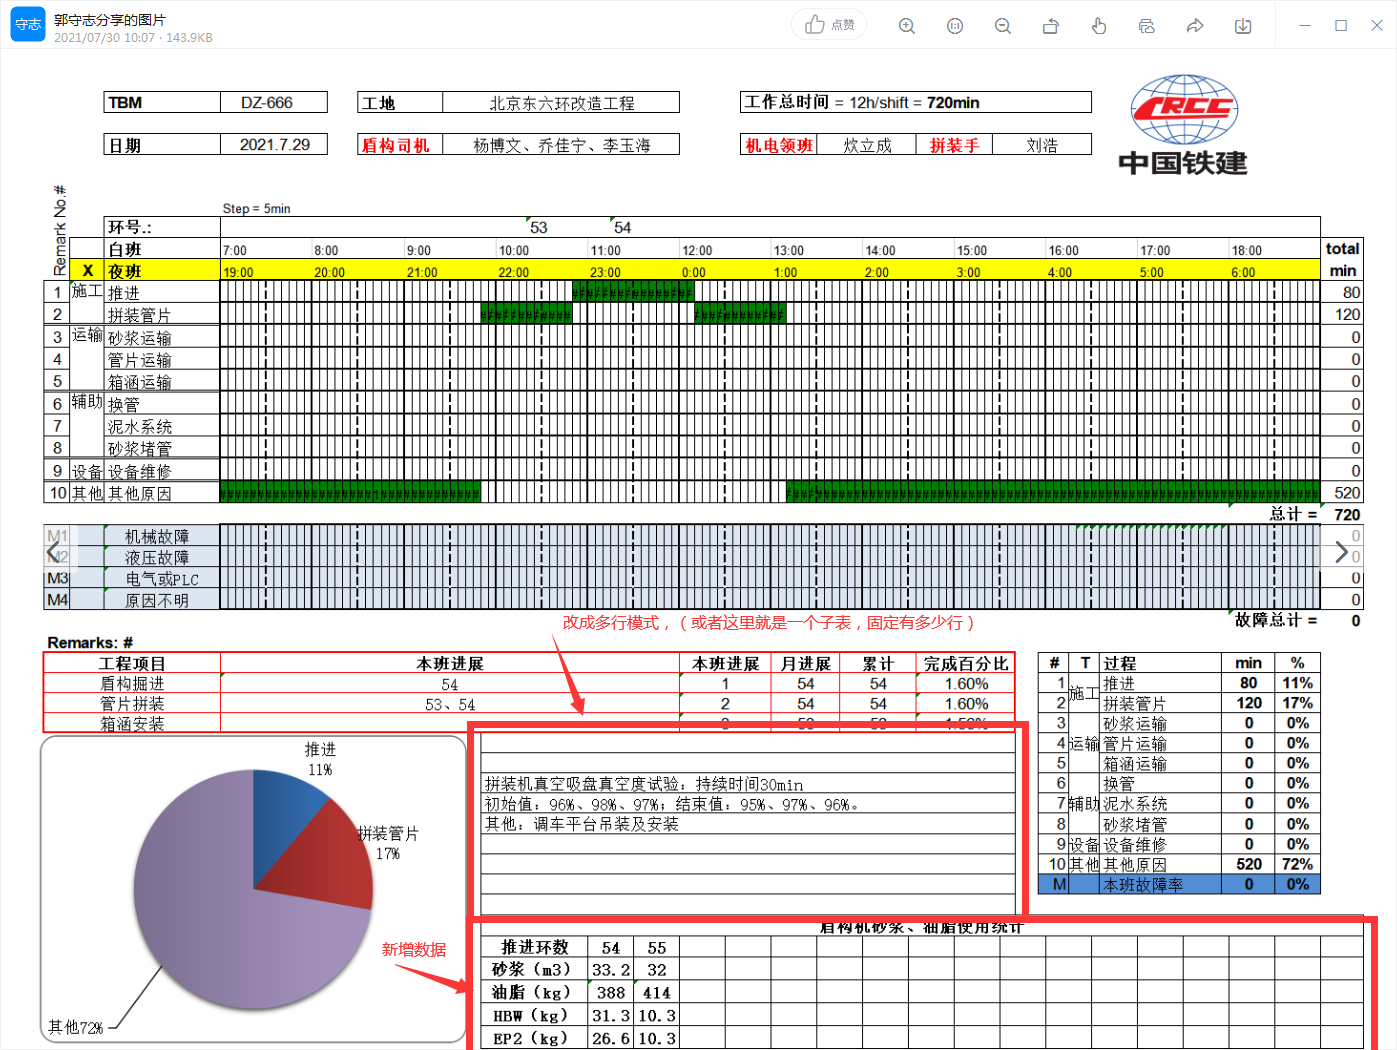 守志 郭守志分享的图片
2021/07/30 10:07 · 143.9KB
点赞
TBM DZ-666 工地 北京东六环改造工程 工作总时间 = 12h/shift = 720min
CRCC
中国铁建
日期 2021.7.29 盾构司机 杨博文、乔佳宁、李玉海 机电领班 炊立成 拼装手 刘浩
Remark No.#
Step = 5min
环号.: 53 54
白班 7:00 8:00 9:00 10:00 11:00 12:00 13:00 14:00 15:00 16:00 17:00 18:00 total
X 夜班 19:00 20:00 21:00 22:00 23:00 0:00 1:00 2:00 3:00 4:00 5:00 6:00 min
1 施工 推进 80
2 拼装管片 120
3 运输 砂浆运输 0
4 管片运输 0
5 箱涵运输 0
6 辅助 换管 0
7 泥水系统 0
8 砂浆堵管 0
9 设备 设备维修 0
10 其他 其他原因 520
总计 = 720
M1 机械故障 0
M2 液压故障 0
M3 电气或PLC 0
M4 原因不明 0
故障总计 = 0
改成多行模式，（或者这里就是一个子表，固定有多少行）
Remarks: #
工程项目 本班进展 本班进展 月进展 累计 完成百分比
盾构掘进 54 1 54 54 1.60%
管片拼装 53、54 2 54 54 1.60%
箱涵安装
# T 过程 min %
1 施工 推进 80 11%
2 拼装管片 120 17%
3 砂浆运输 0 0%
4 运输 管片运输 0 0%
5 箱涵运输 0 0%
6 换管 0 0%
7 辅助 泥水系统 0 0%
8 砂浆堵管 0 0%
9 设备 设备维修 0 0%
10 其他 其他原因 520 72%
M 本班故障率 0 0%
推进
11%
拼装管片
17%
其他72%
拼装机真空吸盘真空度试验：持续时间30min
初始值：96%、98%、97%；结束值：95%、97%、96%。
其他：调车平台吊装及安装
新增数据
盾构机砂浆、油脂使用统计
推进环数 54 55
砂浆（m3） 33.2 32
油脂（kg） 388 414
HBW（kg） 31.3 10.3
EP2（kg） 26.6 10.3